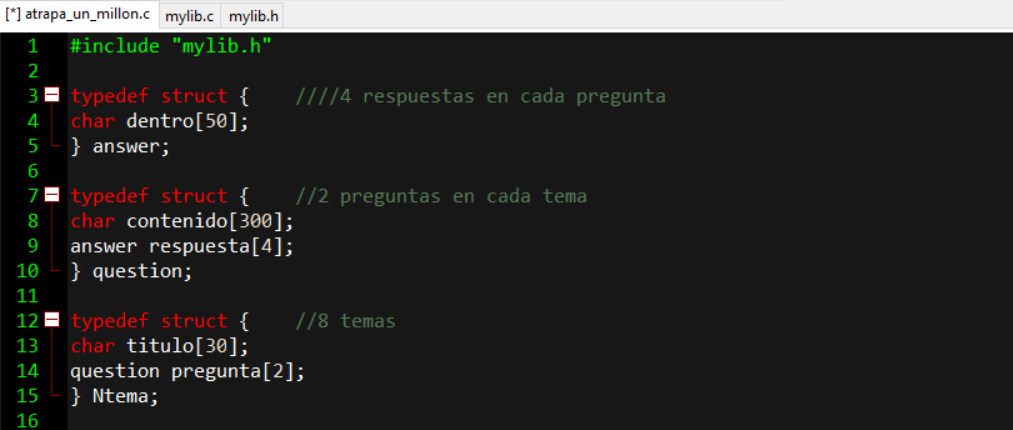 [*] atrapa_un_millon.c mylib.c mylib.h
1 #include "mylib.h"
2
3 typedef struct { ////4 respuestas en cada pregunta
4 char dentro[50];
5 } answer;
6
7 typedef struct { //2 preguntas en cada tema
8 char contenido[300];
9 answer respuesta[4];
10 } question;
11
12 typedef struct { //8 temas
13 char titulo[30];
14 question pregunta[2];
15 } Ntema;
16